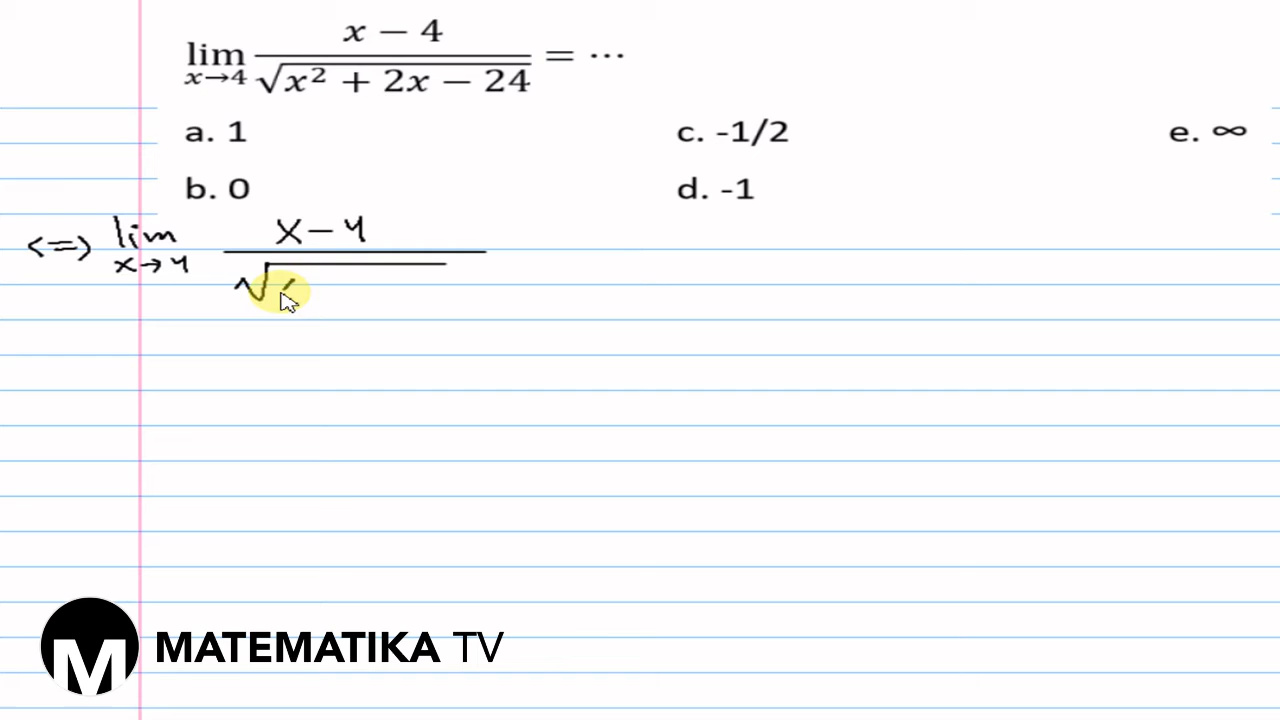 lim x→4 (x − 4)/√(x² + 2x − 24) = ⋯
a. 1 c. -1/2 e. ∞
b. 0 d. -1
<=> lim x→4 x − 4 / √
M MATEMATIKA TV